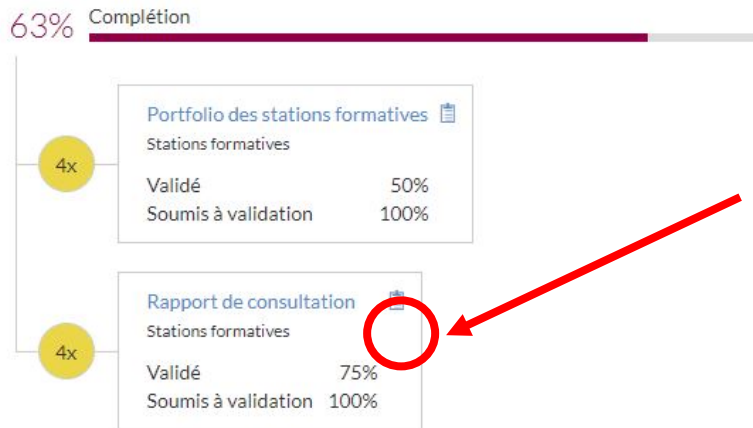 63% Complétion
4x
Portfolio des stations formatives
Stations formatives
Validé 50%
Soumis à validation 100%
4x
Rapport de consultation
Stations formatives
Validé 75%
Soumis à validation 100%